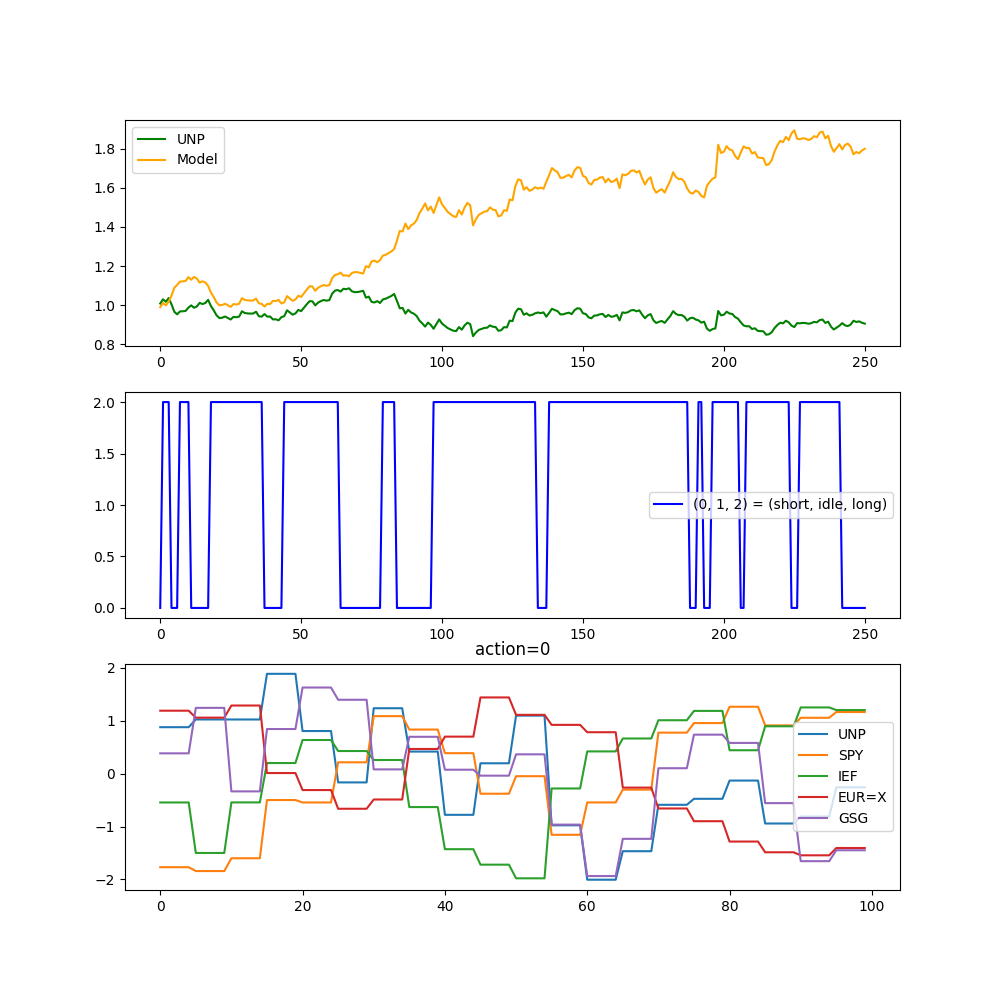 UNP
Model
1.8
1.6
1.4
1.2
1.0
0.8
0 50 100 150 200 250
2.0
1.5
1.0
0.5
0.0
(0, 1, 2) = (short, idle, long)
0 50 100 150 200 250
action=0
2
1
0
−1
−2
UNP
SPY
IEF
EUR=X
GSG
0 20 40 60 80 100